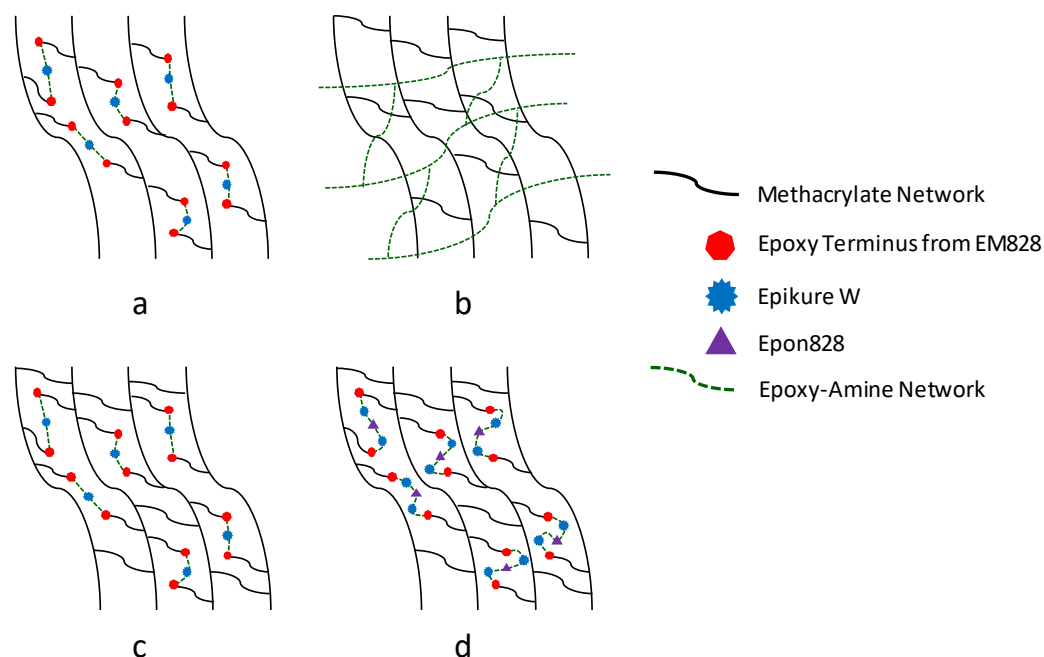 a
b
Methacrylate Network
Epoxy Terminus from EM828
Epikure W
Epon828
Epoxy-Amine Network
c
d